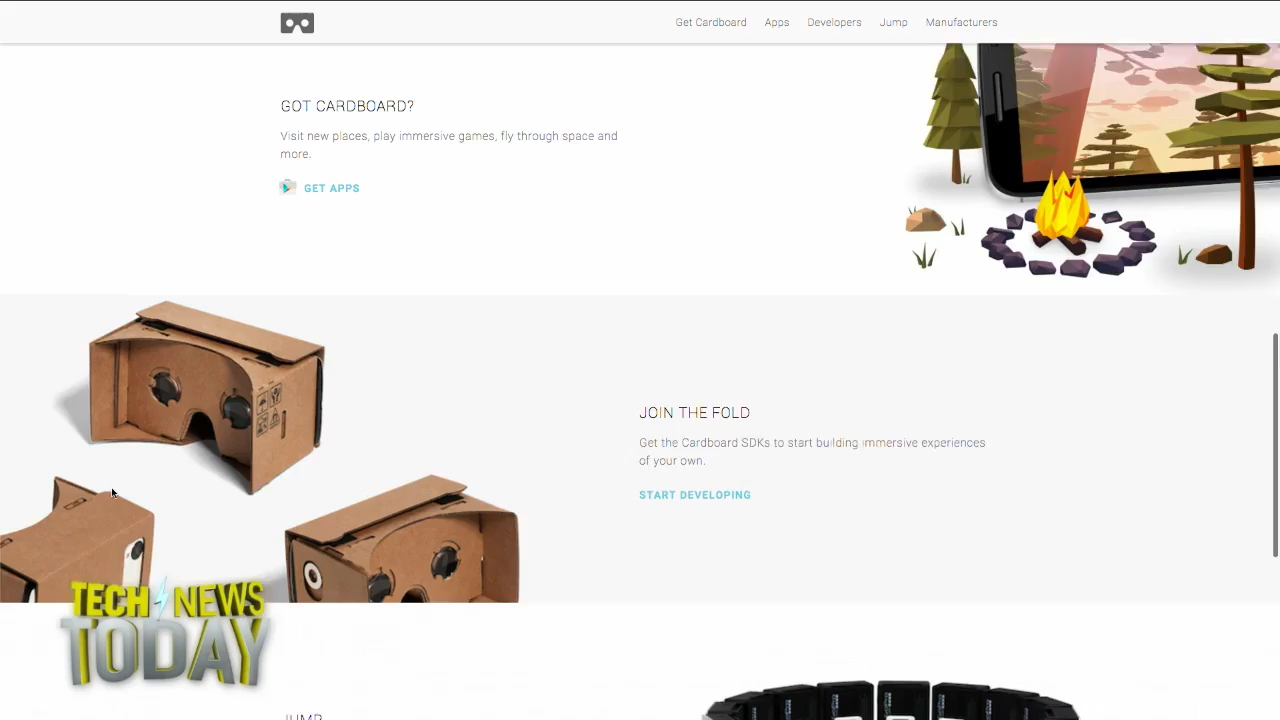 Get Cardboard Apps Developers Jump Manufacturers
GOT CARDBOARD?
Visit new places, play immersive games, fly through space and
more.
GET APPS
JOIN THE FOLD
Get the Cardboard SDKs to start building immersive experiences
of your own.
START DEVELOPING
TECH NEWS
TODAY
JUMP